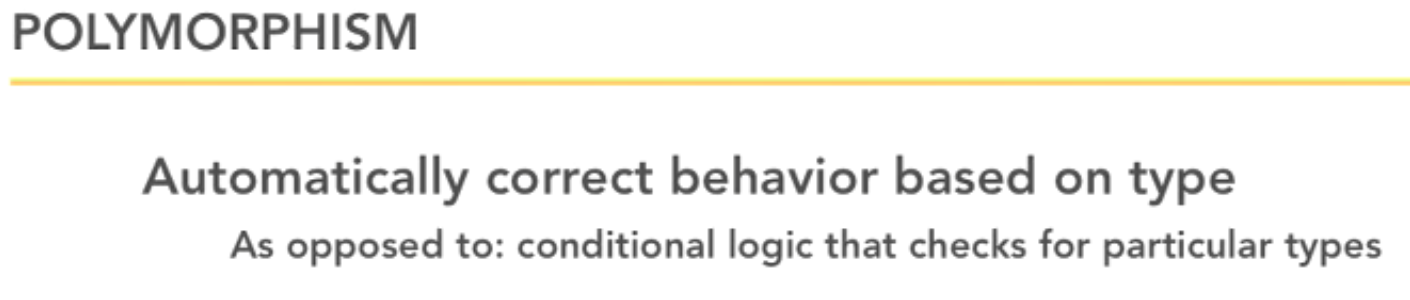 POLYMORPHISM
Automatically correct behavior based on type
As opposed to: conditional logic that checks for particular types